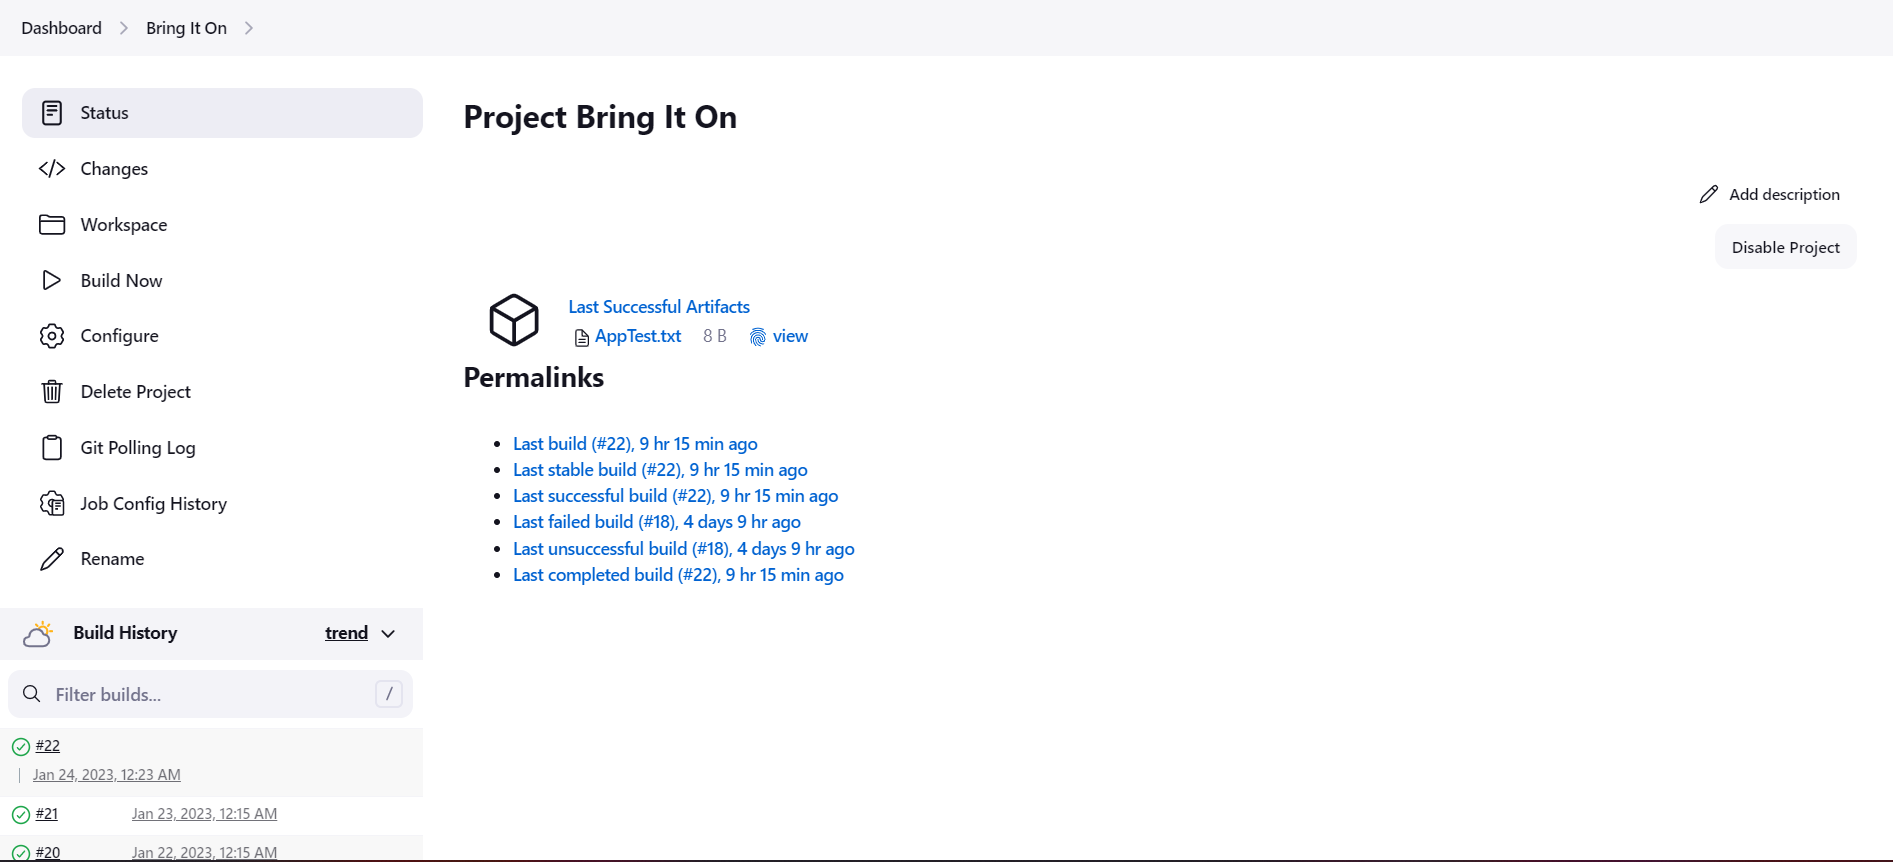 Dashboard
Bring It On
Status
Changes
Workspace
Build Now
Configure
Delete Project
Git Polling Log
Job Config History
Rename
Build History
trend
Filter builds...
/
#22
Jan 24, 2023, 12:23 AM
#21 Jan 23, 2023, 12:15 AM
#20 Jan 22, 2023, 12:15 AM
Project Bring It On
Add description
Disable Project
Last Successful Artifacts
AppTest.txt 8 B view
Permalinks
Last build (#22), 9 hr 15 min ago
Last stable build (#22), 9 hr 15 min ago
Last successful build (#22), 9 hr 15 min ago
Last failed build (#18), 4 days 9 hr ago
Last unsuccessful build (#18), 4 days 9 hr ago
Last completed build (#22), 9 hr 15 min ago